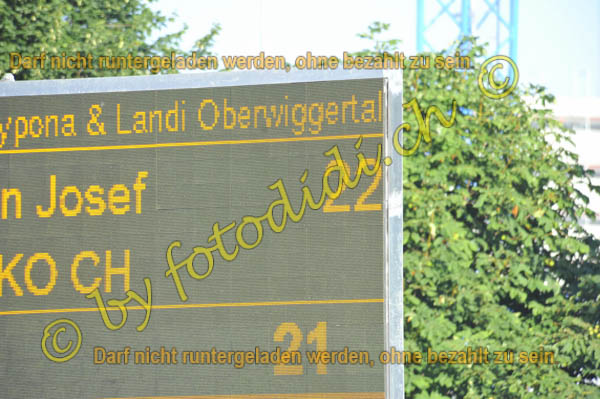 Darf nicht runtergeladen werden, ohne bezahlt zu sein.
ypona & Landi Oberwiggertal
n Josef 22
KO CH
© by fotodidi.ch ©
21
Darf nicht runtergeladen werden, ohne bezahlt zu sein.